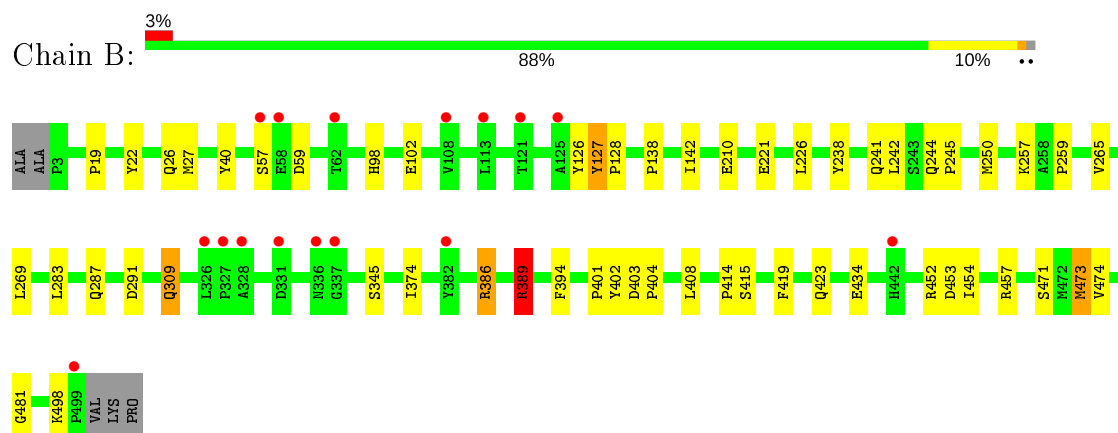 3%
Chain B:
88% 10% • •
ALA ALA P3 P19 Y22 Q26 M27 Y40 S57 E58 D59 T62 H98 E102 V108 L113 T121 A125 Y126 Y127 P128 P138 I142 E210 E221 L226 Y238 Q241 L242 S243 Q244 P245 M250 K257 A258 P259 V265
L269 L283 Q287 D291 Q309 L326 P327 A328 D331 N336 G337 S345 I374 Y382 R386 R389 F394 P401 Y402 D403 P404 L408 P414 S415 F419 Q423 E434 H442 R452 D453 I454 R457 S471 M472 M473 V474
G481 K498 P499 VAL LYS PRO